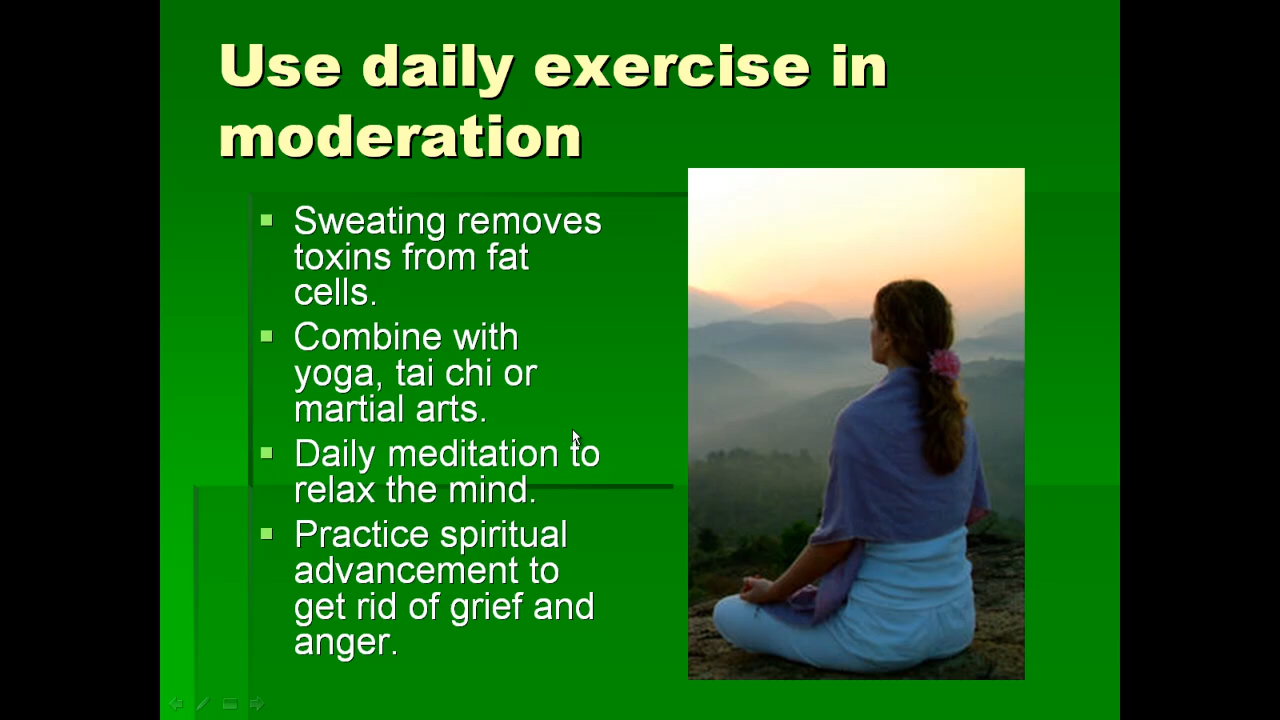 Use daily exercise in
moderation
Sweating removes
toxins from fat
cells.
Combine with
yoga, tai chi or
martial arts.
Daily meditation to
relax the mind.
Practice spiritual
advancement to
get rid of grief and
anger.